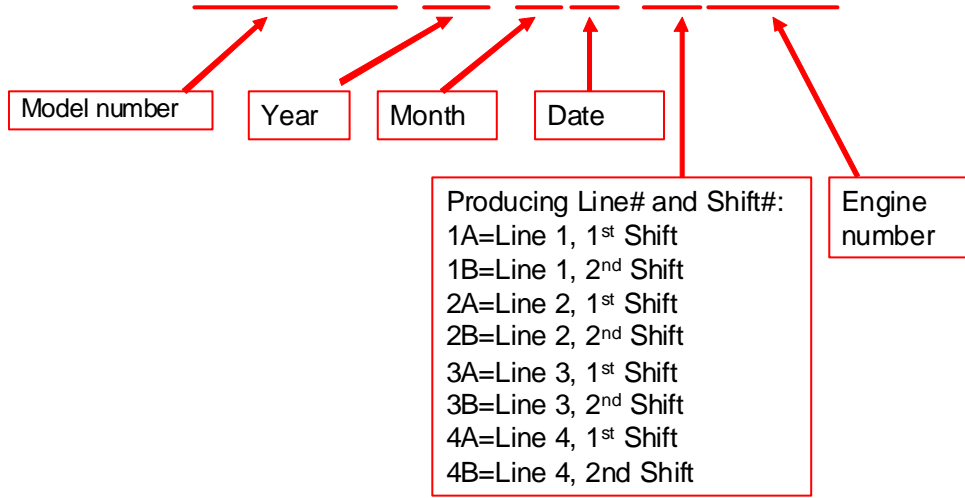 Model number
Year
Month
Date
Producing Line# and Shift#:
1A=Line 1, 1st Shift
1B=Line 1, 2nd Shift
2A=Line 2, 1st Shift
2B=Line 2, 2nd Shift
3A=Line 3, 1st Shift
3B=Line 3, 2nd Shift
4A=Line 4, 1st Shift
4B=Line 4, 2nd Shift
Engine
number